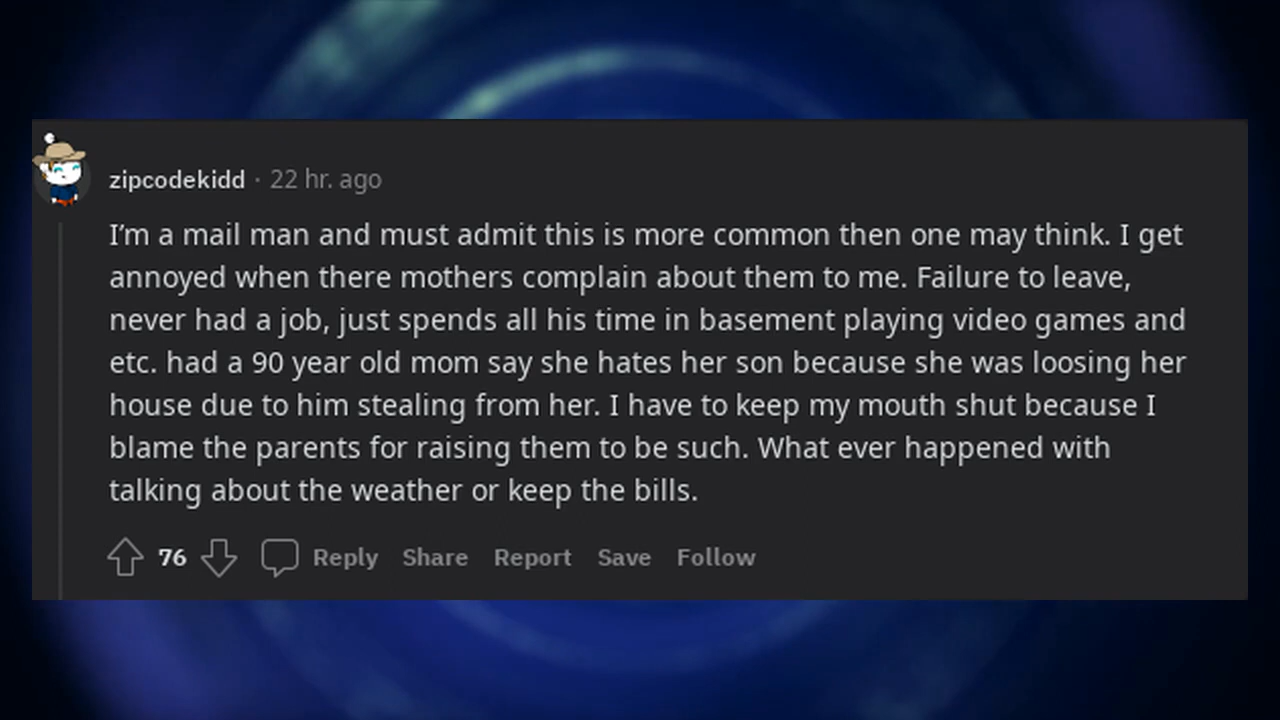 zipcodekidd · 22 hr. ago
I'm a mail man and must admit this is more common then one may think. I get
annoyed when there mothers complain about them to me. Failure to leave,
never had a job, just spends all his time in basement playing video games and
etc. had a 90 year old mom say she hates her son because she was loosing her
house due to him stealing from her. I have to keep my mouth shut because I
blame the parents for raising them to be such. What ever happened with
talking about the weather or keep the bills.
76 Reply Share Report Save Follow